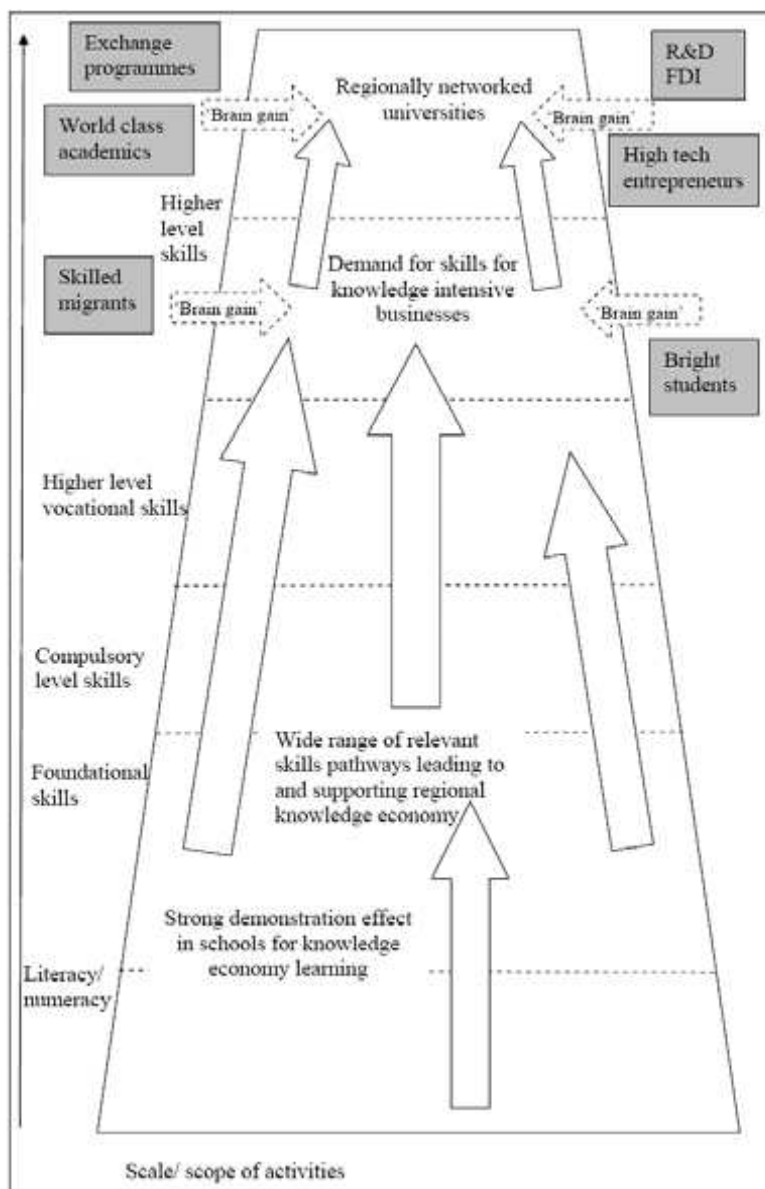 Exchange
programmes
R&D
FDI
Regionally networked
universities
'Brain gain'
'Brain gain'
World class
academics
High tech
entrepreneurs
Higher
level
skills
Skilled
migrants
Demand for skills for
knowledge intensive
businesses
'Brain gain'
'Brain gain'
Bright
students
Higher level
vocational skills
Compulsory
level skills
Wide range of relevant
skills pathways leading to
and supporting regional
knowledge economy
Foundational
skills
Strong demonstration effect
in schools for knowledge
economy learning
Literacy/
numeracy
Scale/ scope of activities